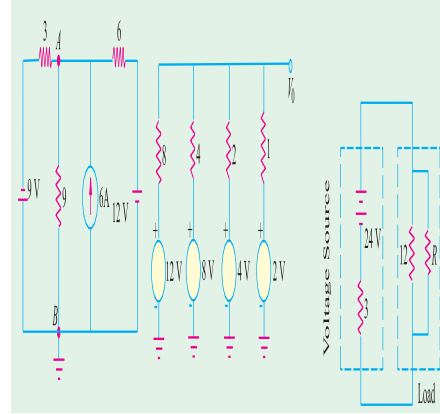 3 A 6
9 V
9
6A
12 V
B
V0
8 4 2 1
+ + + +
12 V 8 V 4 V 2 V
- - - -
Voltage Source
24 V
3
12 R
Load